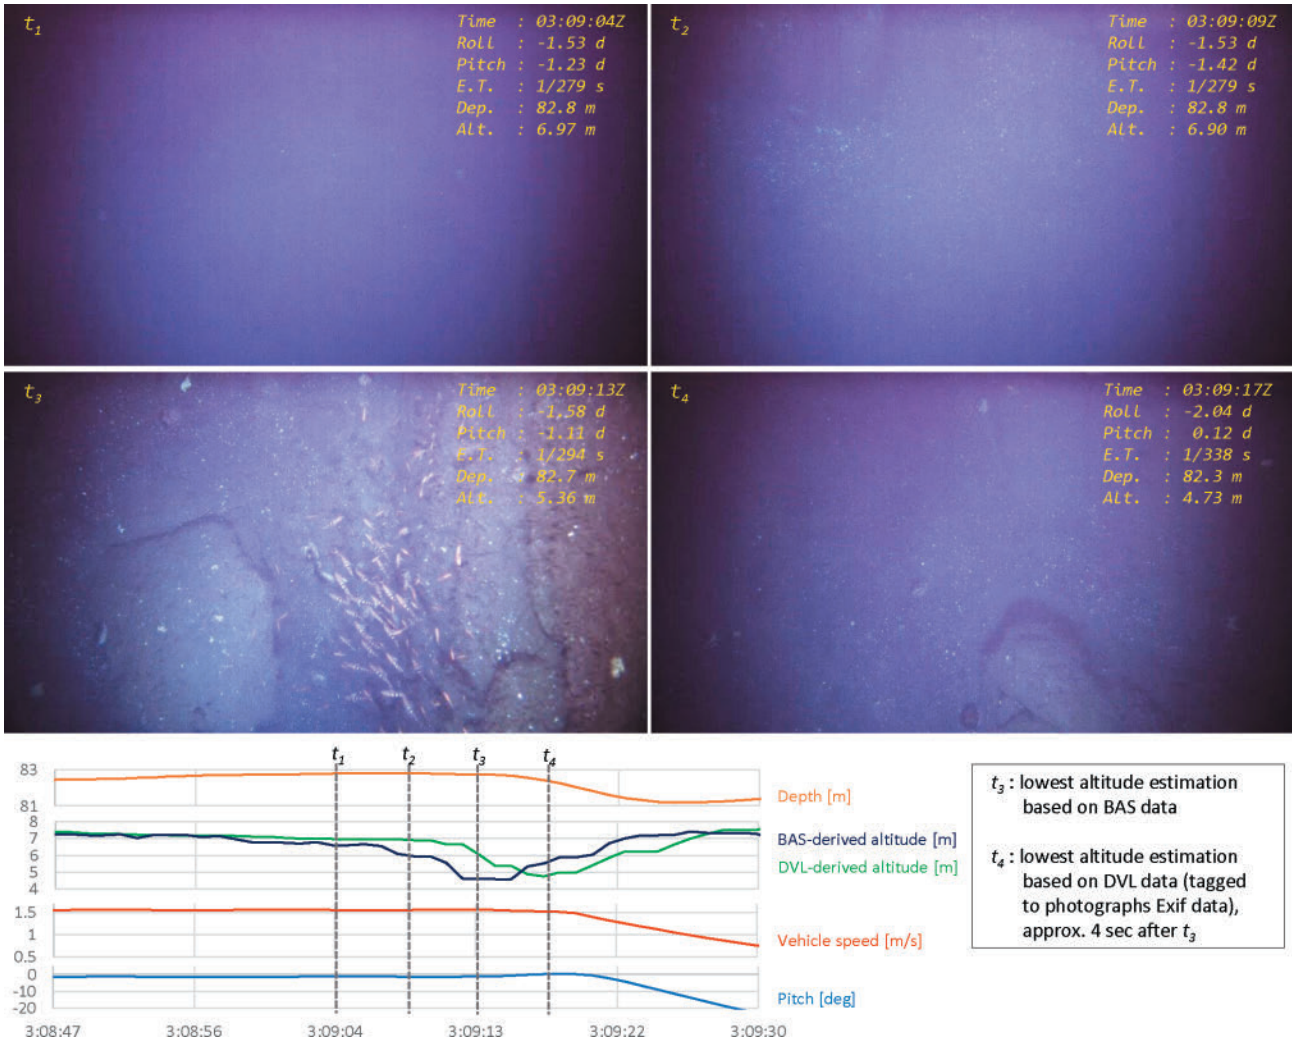 t1
Time : 03:09:04Z
Roll : -1.53 d
Pitch : -1.23 d
E.T. : 1/279 s
Dep. : 82.8 m
Alt. : 6.97 m
t2
Time : 03:09:09Z
Roll : -1.53 d
Pitch : -1.42 d
E.T. : 1/279 s
Dep. : 82.8 m
Alt. : 6.90 m
t3
Time : 03:09:13Z
Roll : -1.58 d
Pitch : -1.11 d
E.T. : 1/294 s
Dep. : 82.7 m
Alt. : 5.36 m
t4
Time : 03:09:17Z
Roll : -2.04 d
Pitch : 0.12 d
E.T. : 1/338 s
Dep. : 82.3 m
Alt. : 4.73 m
t1 t2 t3 t4
83
81
Depth [m]
8
7
6
5
4
BAS-derived altitude [m]
DVL-derived altitude [m]
1.5
1
0.5
Vehicle speed [m/s]
0
-10
-20
Pitch [deg]
3:08:47 3:08:56 3:09:04 3:09:13 3:09:22 3:09:30
t3 : lowest altitude estimation
based on BAS data
t4 : lowest altitude estimation
based on DVL data (tagged
to photographs Exif data),
approx. 4 sec after t3